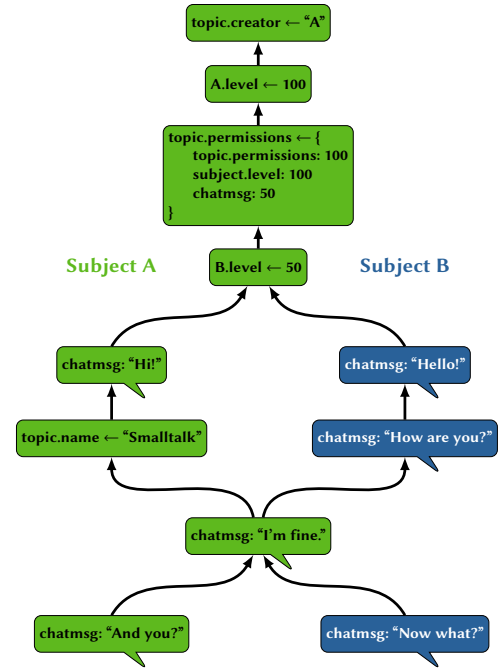 topic.creator ← “A”
A.level ← 100
topic.permissions ← {
topic.permissions: 100
subject.level: 100
chatmsg: 50
}
Subject A
B.level ← 50
Subject B
chatmsg: “Hi!”
chatmsg: “Hello!”
topic.name ← “Smalltalk”
chatmsg: “How are you?”
chatmsg: “I’m fine.”
chatmsg: “And you?”
chatmsg: “Now what?”